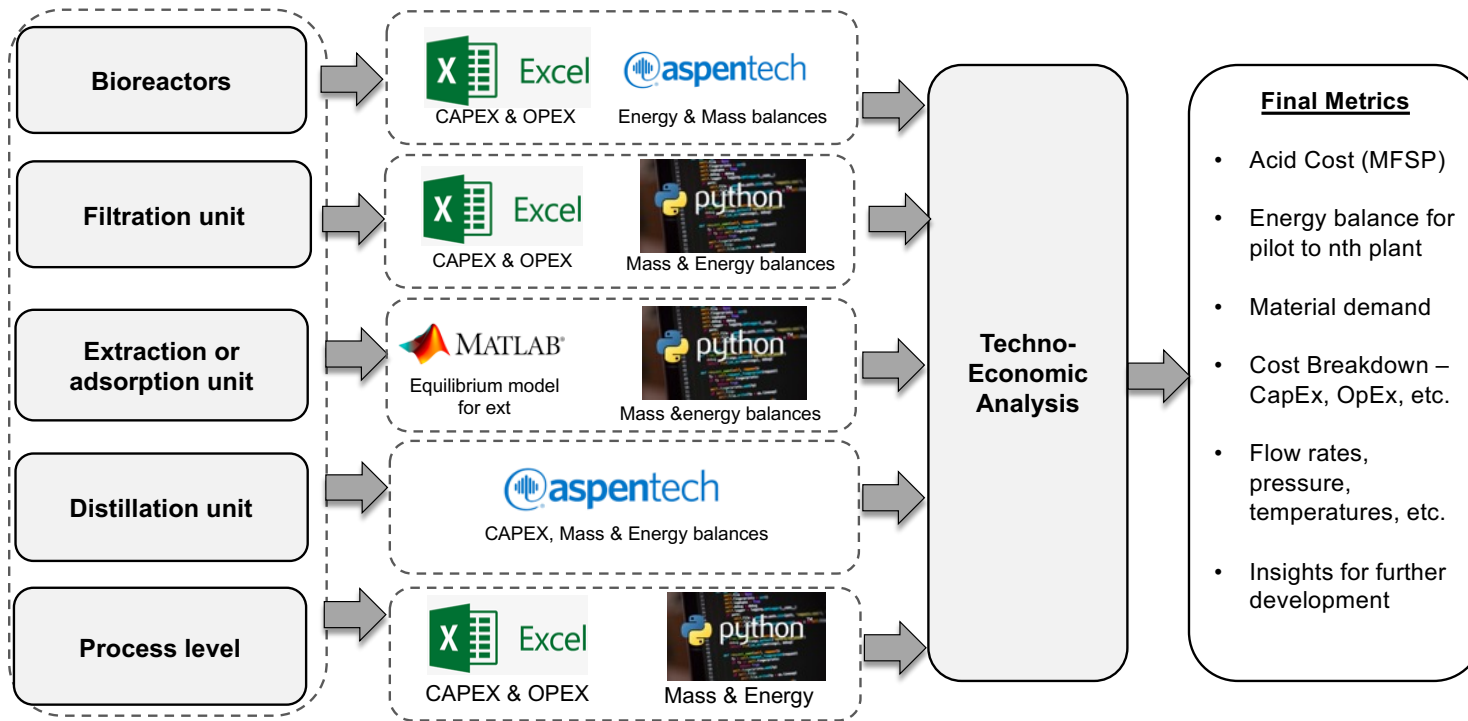 Bioreactors
X Excel
CAPEX & OPEX
aspentech
Energy & Mass balances
Filtration unit
X Excel
CAPEX & OPEX
python
Mass & Energy balances
Extraction or
adsorption unit
MATLAB®
Equilibrium model
for ext
python
Mass &energy balances
Distillation unit
aspentech
CAPEX, Mass & Energy balances
Process level
X Excel
CAPEX & OPEX
python
Mass & Energy
Techno-
Economic
Analysis
Final Metrics
• Acid Cost (MFSP)
• Energy balance for
pilot to nth plant
• Material demand
• Cost Breakdown –
CapEx, OpEx, etc.
• Flow rates,
pressure,
temperatures, etc.
• Insights for further
development